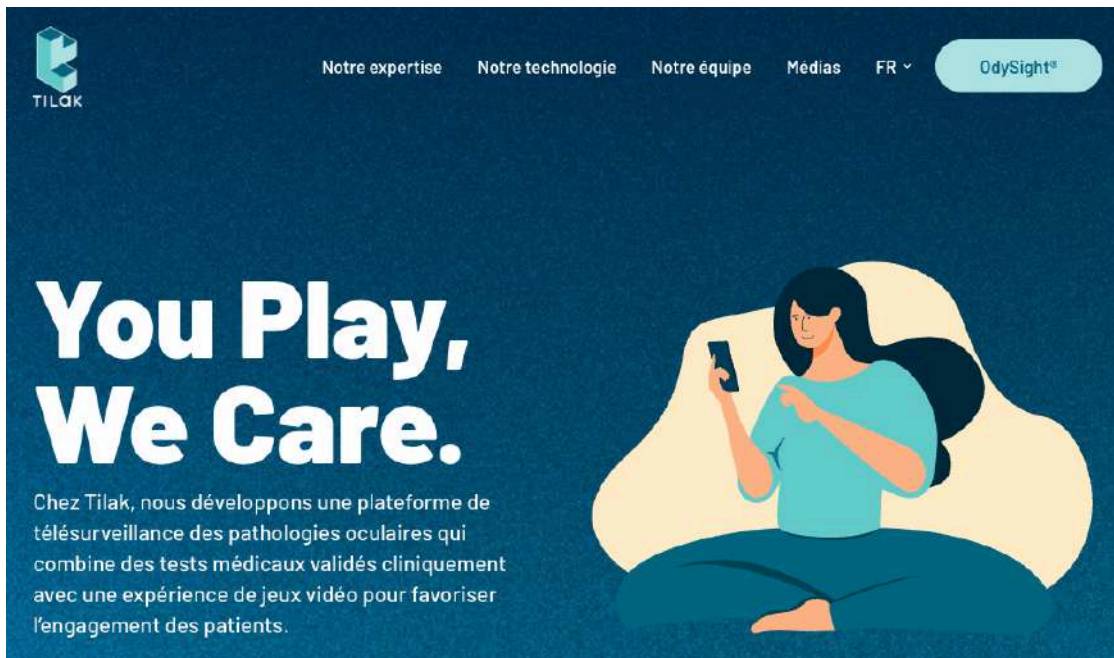 TILAK
Notre expertise
Notre technologie
Notre équipe
Médias
FR
OdySight®
You Play,
We Care.
Chez Tilak, nous développons une plateforme de
télésurveillance des pathologies oculaires qui
combine des tests médicaux validés cliniquement
avec une expérience de jeux vidéo pour favoriser
l'engagement des patients.